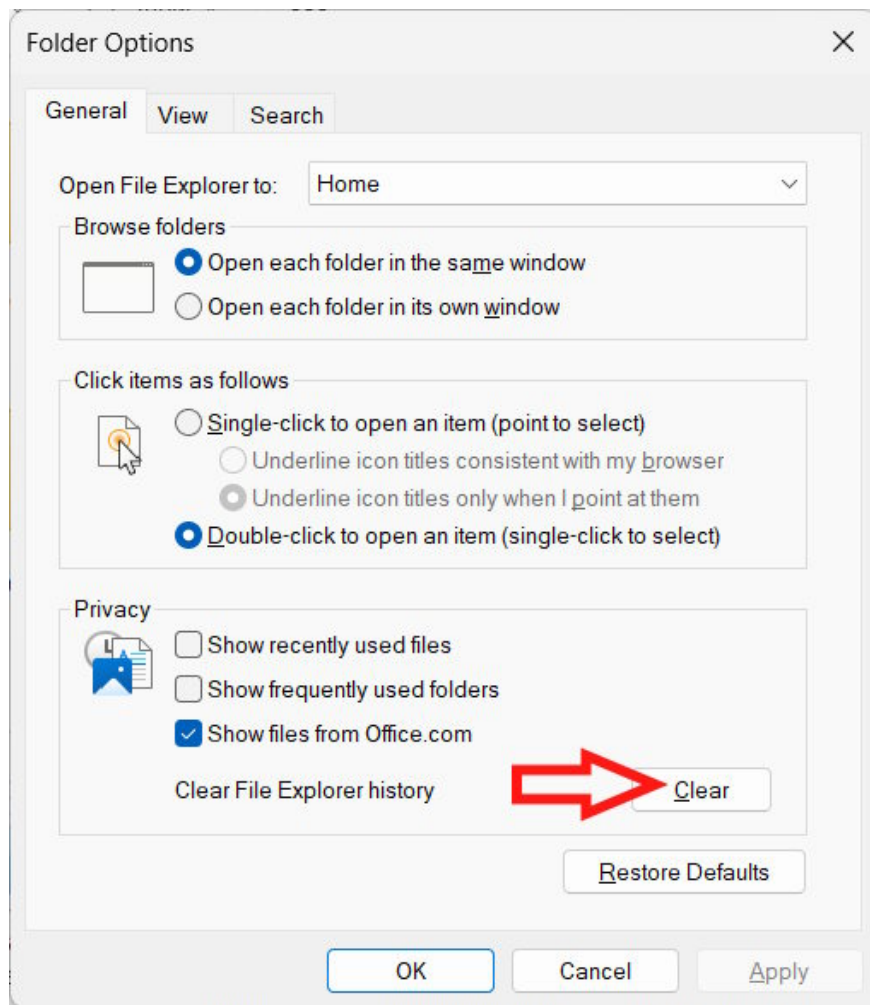 Folder Options
General
View
Search
Open File Explorer to:
Home
Browse folders
Open each folder in the same window
Open each folder in its own window
Click items as follows
Single-click to open an item (point to select)
Underline icon titles consistent with my browser
Underline icon titles only when I point at them
Double-click to open an item (single-click to select)
Privacy
Show recently used files
Show frequently used folders
Show files from Office.com
Clear File Explorer history
Clear
Restore Defaults
OK
Cancel
Apply